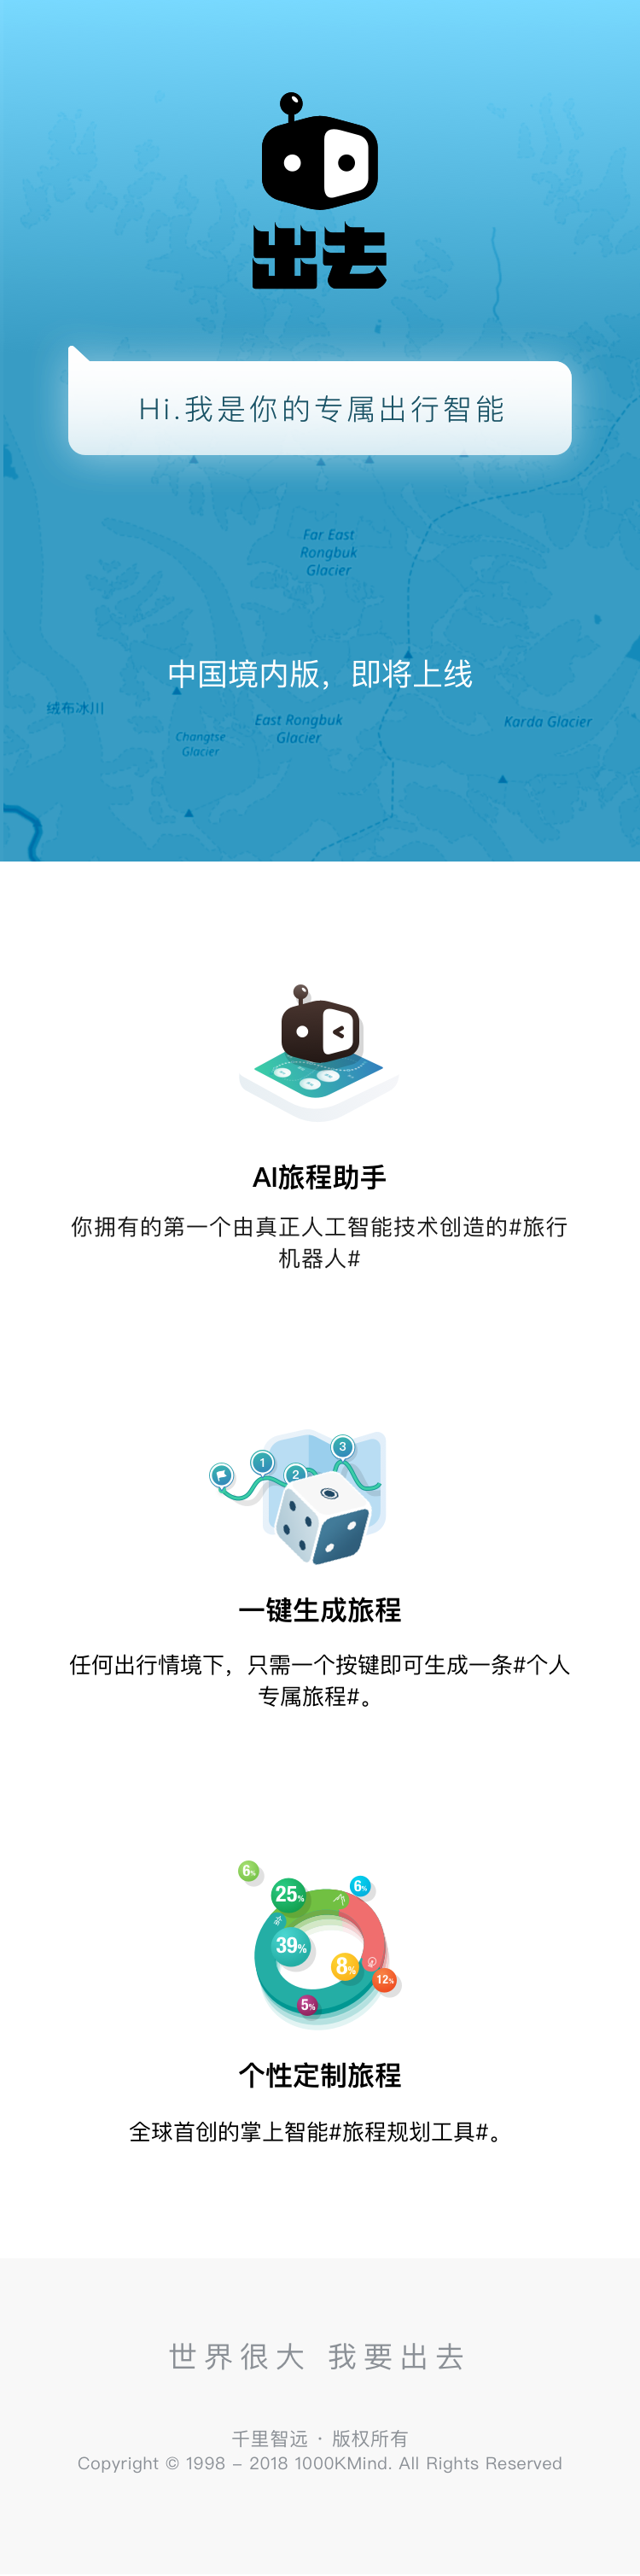 出去
Hi.我是你的专属出行智能
Far East
Rongbuk
Glacier
中国境内版，即将上线
绒布冰川
Changtse
Glacier
East Rongbuk
Glacier
Karda Glacier
AI旅程助手
你拥有的第一个由真正人工智能技术创造的#旅行
机器人#
1
2
3
一键生成旅程
任何出行情境下，只需一个按键即可生成一条#个人
专属旅程#。
6%
25%
6%
39%
8%
12%
5%
个性定制旅程
全球首创的掌上智能#旅程规划工具#。
世界很大 我要出去
千里智远 · 版权所有
Copyright © 1998 – 2018 1000KMind. All Rights Reserved